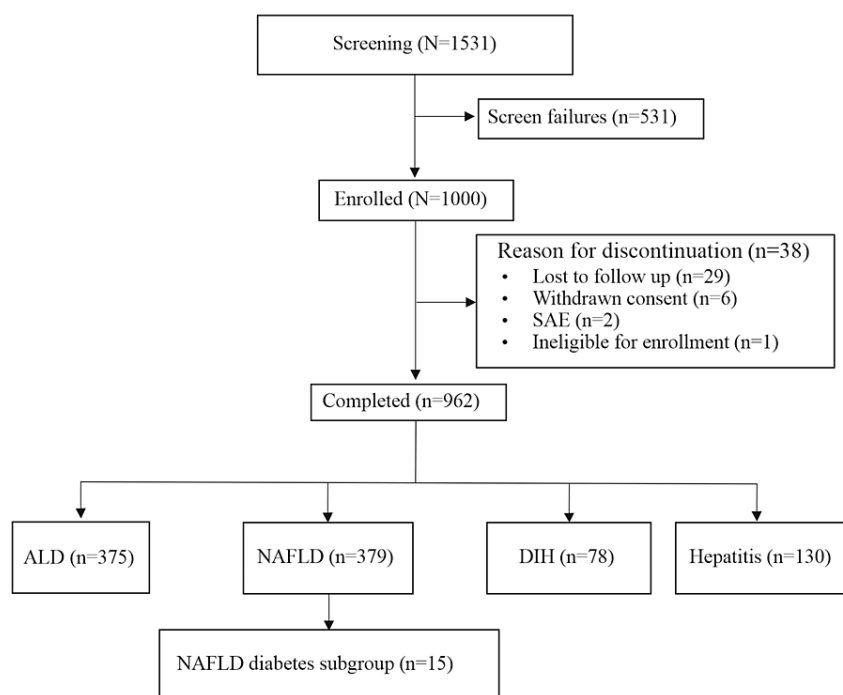 Screening (N=1531)
Screen failures (n=531)
Enrolled (N=1000)
Reason for discontinuation (n=38)
• Lost to follow up (n=29)
• Withdrawn consent (n=6)
• SAE (n=2)
• Ineligible for enrollment (n=1)
Completed (n=962)
ALD (n=375)
NAFLD (n=379)
DIH (n=78)
Hepatitis (n=130)
NAFLD diabetes subgroup (n=15)